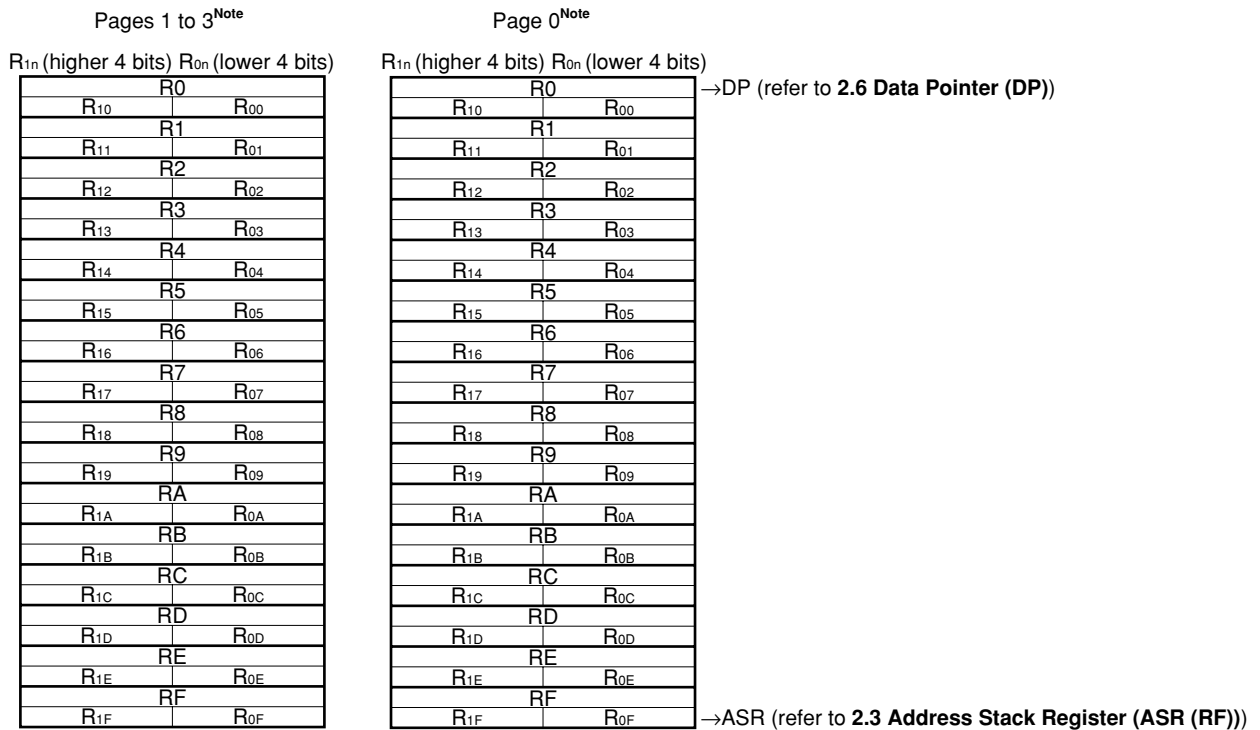 Pages 1 to 3Note Page 0Note
R1n (higher 4 bits) R0n (lower 4 bits) R1n (higher 4 bits) R0n (lower 4 bits)
R0 R0 →DP (refer to 2.6 Data Pointer (DP))
R10 R00 R10 R00
R1 R1
R11 R01 R11 R01
R2 R2
R12 R02 R12 R02
R3 R3
R13 R03 R13 R03
R4 R4
R14 R04 R14 R04
R5 R5
R15 R05 R15 R05
R6 R6
R16 R06 R16 R06
R7 R7
R17 R07 R17 R07
R8 R8
R18 R08 R18 R08
R9 R9
R19 R09 R19 R09
RA RA
R1A R0A R1A R0A
RB RB
R1B R0B R1B R0B
RC RC
R1C R0C R1C R0C
RD RD
R1D R0D R1D R0D
RE RE
R1E R0E R1E R0E
RF RF
R1F R0F R1F R0F →ASR (refer to 2.3 Address Stack Register (ASR (RF)))